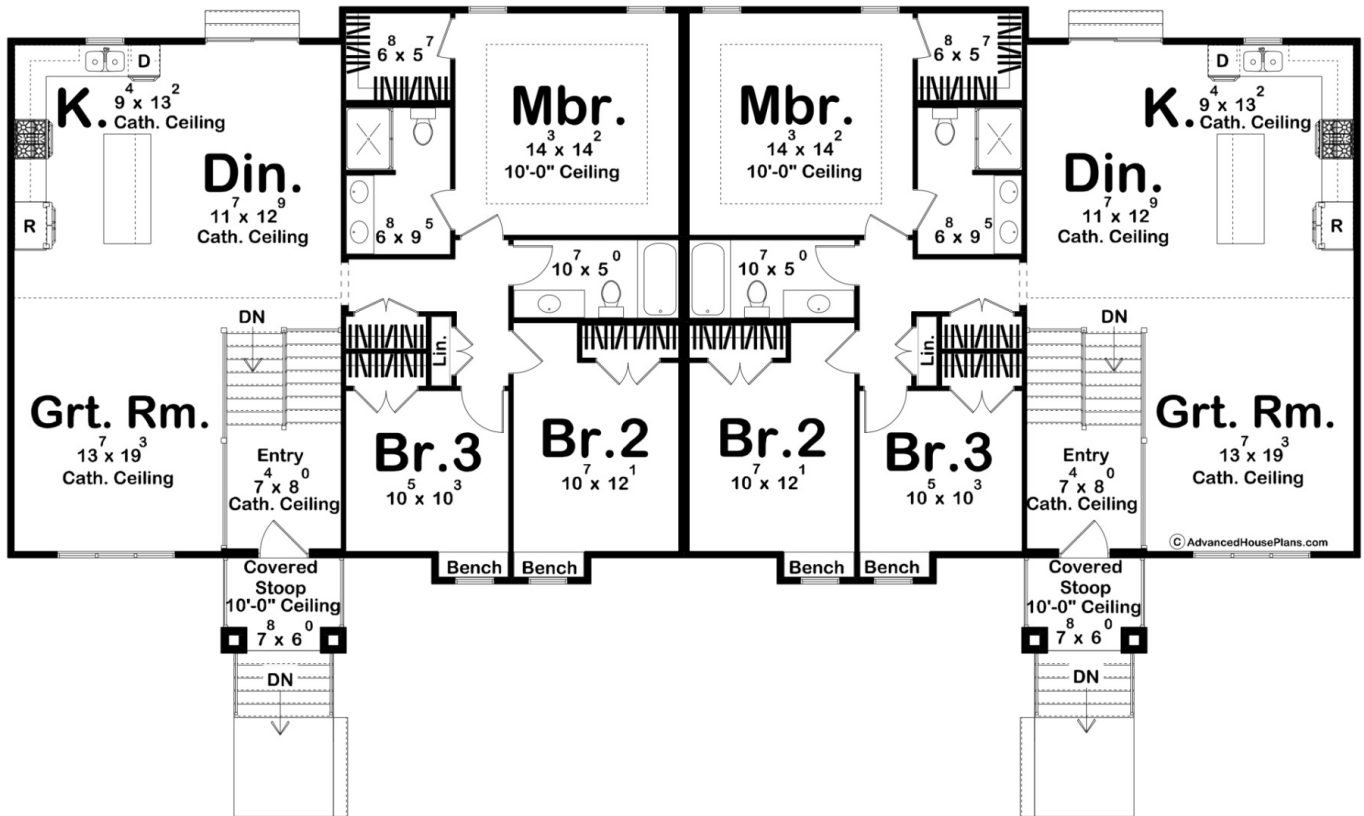 D
K.
9⁴ x 13²
Cath. Ceiling
Din.
11⁷ x 12⁹
Cath. Ceiling
R
6⁸ x 5⁷
Mbr.
14³ x 14²
10'-0" Ceiling
6⁸ x 9⁵
10⁷ x 5⁰
DN
Lin.
Grt. Rm.
13⁷ x 19³
Cath. Ceiling
Entry
7⁴ x 8⁰
Cath. Ceiling
Br.3
10⁵ x 10³
Br.2
10⁷ x 12¹
Bench
Bench
Covered
Stoop
10'-0" Ceiling
7⁸ x 6⁰
DN
Mbr.
14³ x 14²
10'-0" Ceiling
6⁸ x 5⁷
6⁸ x 9⁵
10⁷ x 5⁰
D
K.
9⁴ x 13²
Cath. Ceiling
Din.
11⁷ x 12⁹
Cath. Ceiling
R
Lin.
DN
Br.2
10⁷ x 12¹
Br.3
10⁵ x 10³
Entry
7⁴ x 8⁰
Cath. Ceiling
Grt. Rm.
13⁷ x 19³
Cath. Ceiling
© AdvancedHousePlans.com
Bench
Bench
Covered
Stoop
10'-0" Ceiling
7⁸ x 6⁰
DN